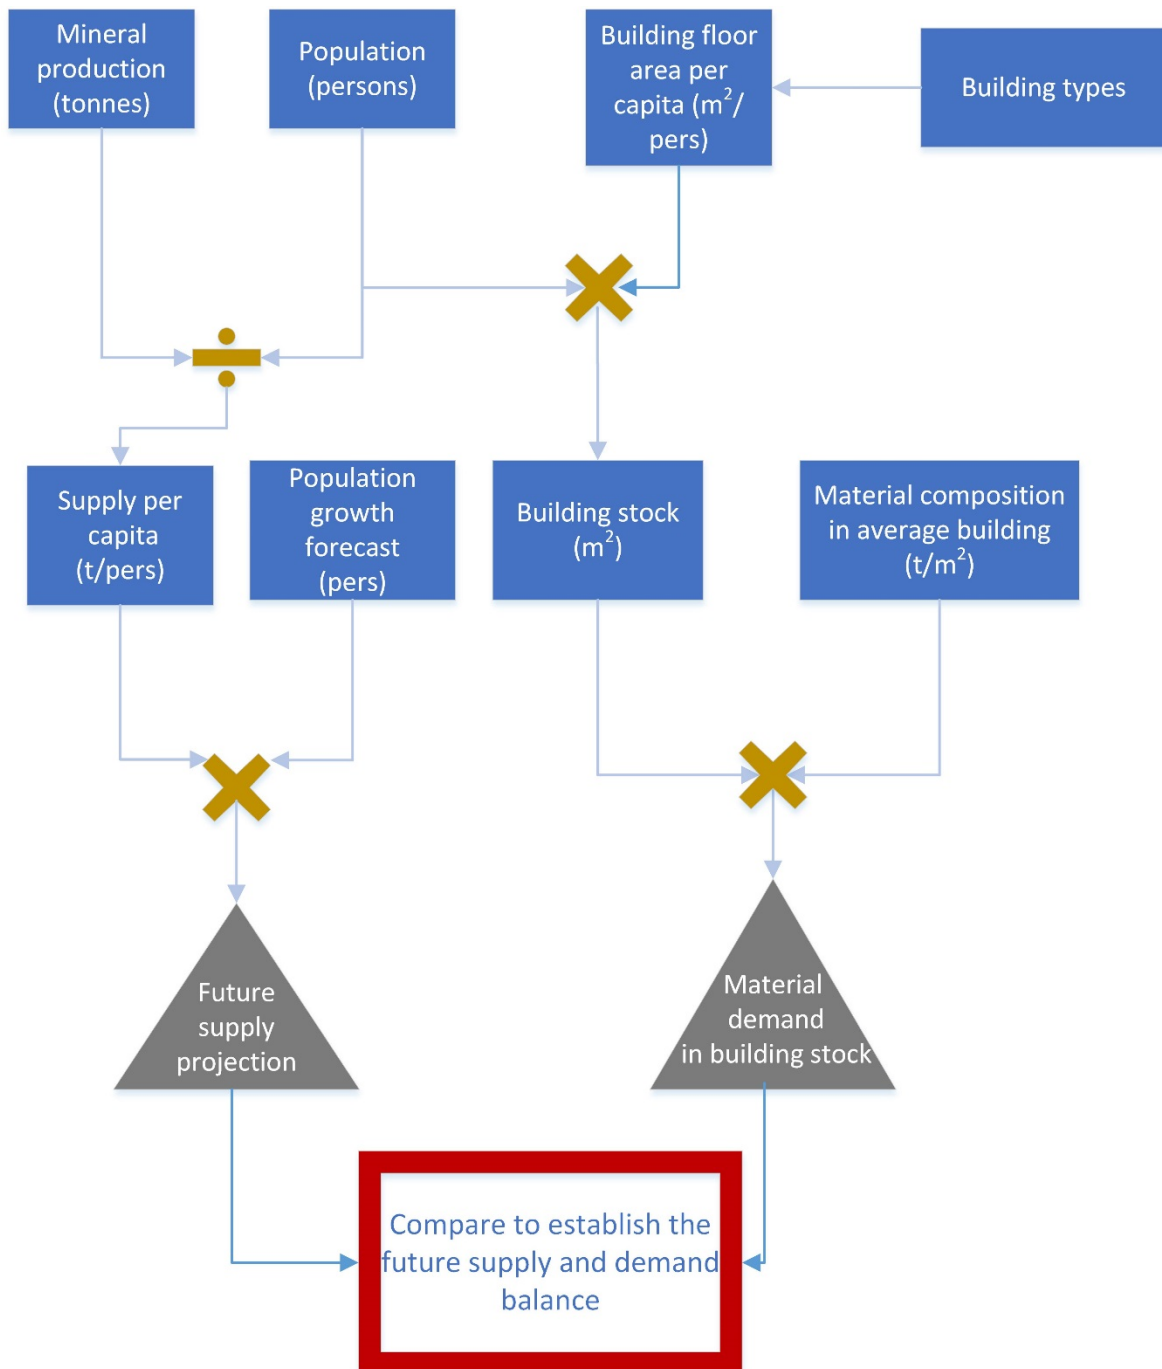 Mineral
production
(tonnes)
Population
(persons)
Building floor
area per
capita (m²/
pers)
Building types
Supply per
capita
(t/pers)
Population
growth
forecast
(pers)
Building stock
(m²)
Material composition
in average building
(t/m²)
Future
supply
projection
Material
demand
in building stock
Compare to establish the
future supply and demand
balance